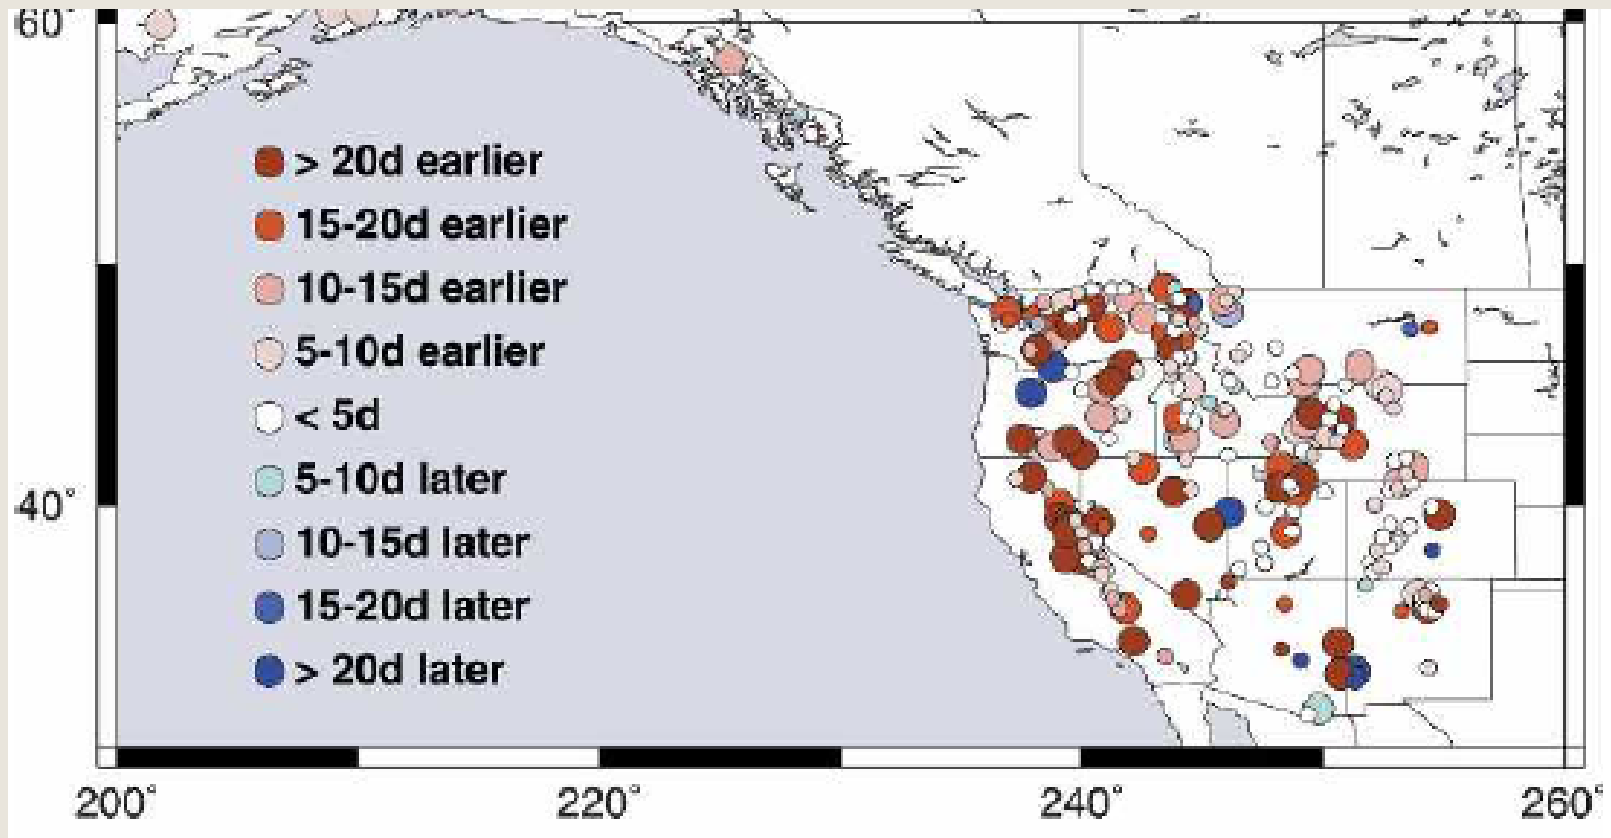 60°
> 20d earlier
15-20d earlier
10-15d earlier
5-10d earlier
< 5d
5-10d later
40°
10-15d later
15-20d later
> 20d later
200° 220° 240° 260°